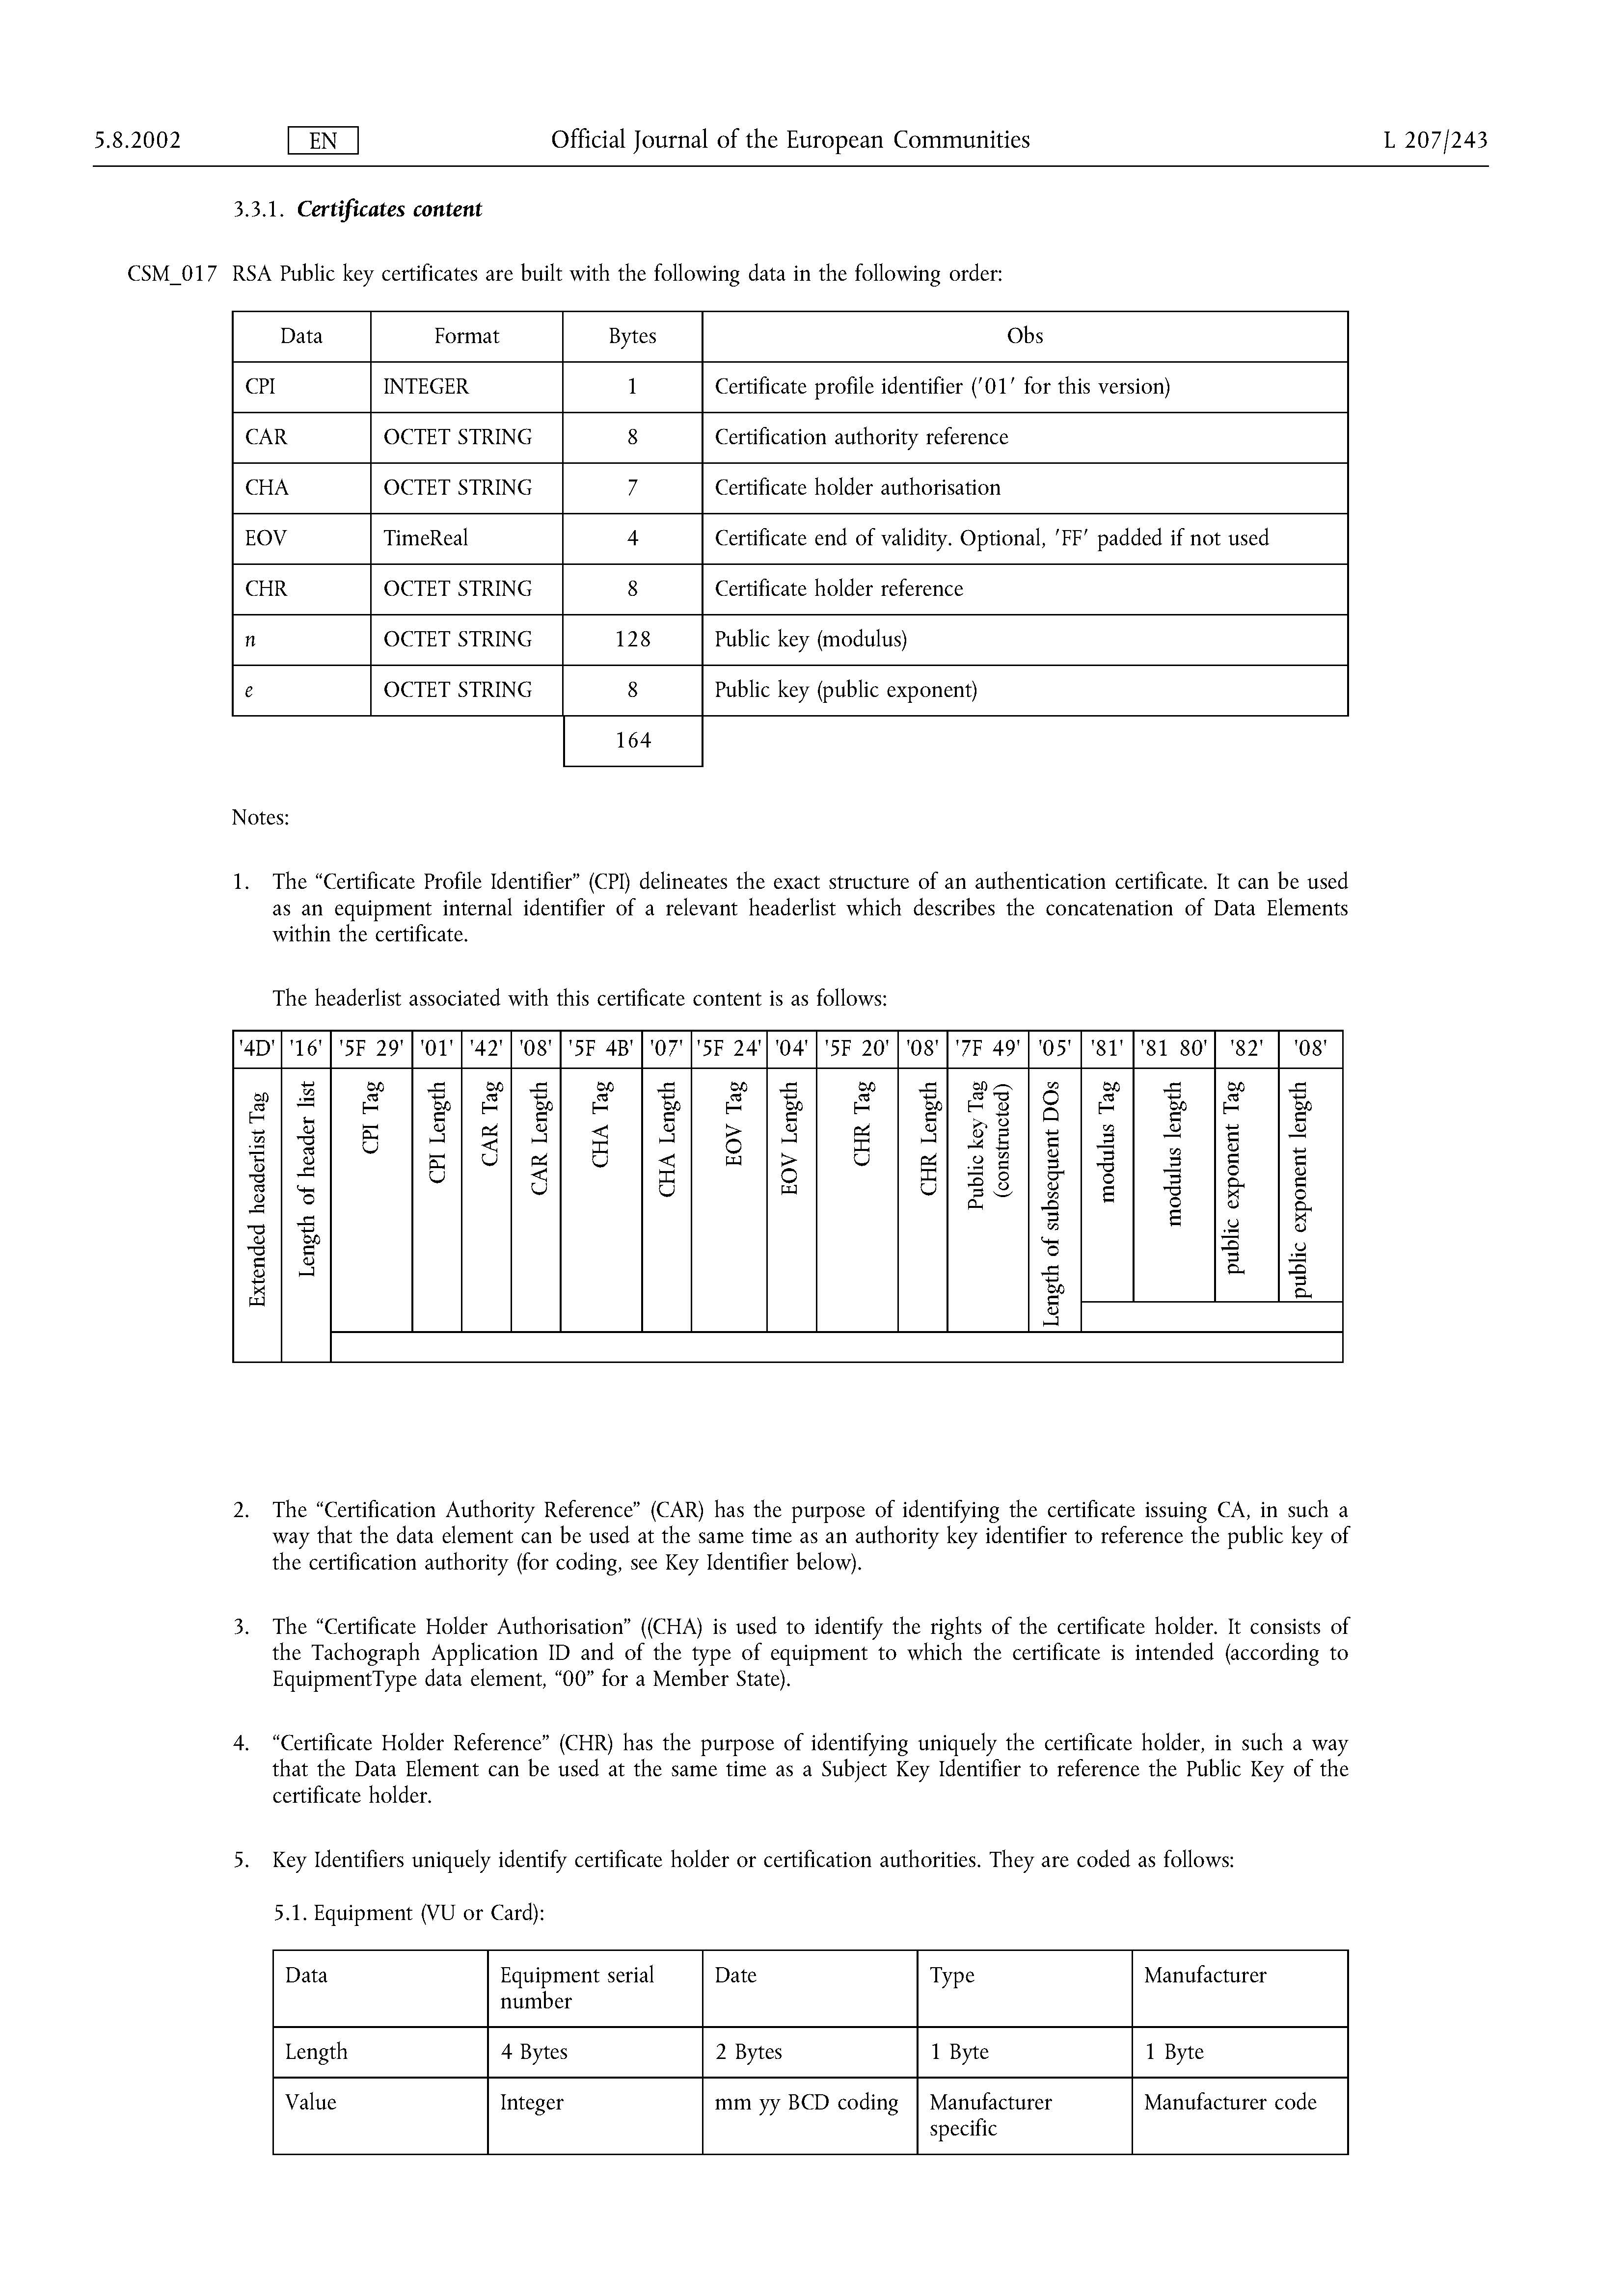 5.8.2002 EN Official Journal of the European Communities L 207/243
3.3.1. Certificates content
CSM_017 RSA Public key certificates are built with the following data in the following order:
Data Format Bytes Obs
CPI INTEGER 1 Certificate profile identifier ('01' for this version)
CAR OCTET STRING 8 Certification authority reference
CHA OCTET STRING 7 Certificate holder authorisation
EOV TimeReal 4 Certificate end of validity. Optional, 'FF' padded if not used
CHR OCTET STRING 8 Certificate holder reference
n OCTET STRING 128 Public key (modulus)
e OCTET STRING 8 Public key (public exponent)
164
Notes:
1. The “Certificate Profile Identifier” (CPI) delineates the exact structure of an authentication certificate. It can be used
as an equipment internal identifier of a relevant headerlist which describes the concatenation of Data Elements
within the certificate.
The headerlist associated with this certificate content is as follows:
'4D' '16' '5F 29' '01' '42' '08' '5F 4B' '07' '5F 24' '04' '5F 20' '08' '7F 49' '05' '81' '81 80' '82' '08'
Extended headerlist Tag
Length of header list
CPI Tag
CPI Length
CAR Tag
CAR Length
CHA Tag
CHA Length
EOV Tag
EOV Length
CHR Tag
CHR Length
Public key Tag
(constructed)
Length of subsequent DOs
modulus Tag
modulus length
public exponent Tag
public exponent length
2. The “Certification Authority Reference” (CAR) has the purpose of identifying the certificate issuing CA, in such a
way that the data element can be used at the same time as an authority key identifier to reference the public key of
the certification authority (for coding, see Key Identifier below).
3. The “Certificate Holder Authorisation” ((CHA) is used to identify the rights of the certificate holder. It consists of
the Tachograph Application ID and of the type of equipment to which the certificate is intended (according to
EquipmentType data element, “00” for a Member State).
4. “Certificate Holder Reference” (CHR) has the purpose of identifying uniquely the certificate holder, in such a way
that the Data Element can be used at the same time as a Subject Key Identifier to reference the Public Key of the
certificate holder.
5. Key Identifiers uniquely identify certificate holder or certification authorities. They are coded as follows:
5.1. Equipment (VU or Card):
Data Equipment serial Date Type Manufacturer
number
Length 4 Bytes 2 Bytes 1 Byte 1 Byte
Value Integer mm yy BCD coding Manufacturer Manufacturer code
specific